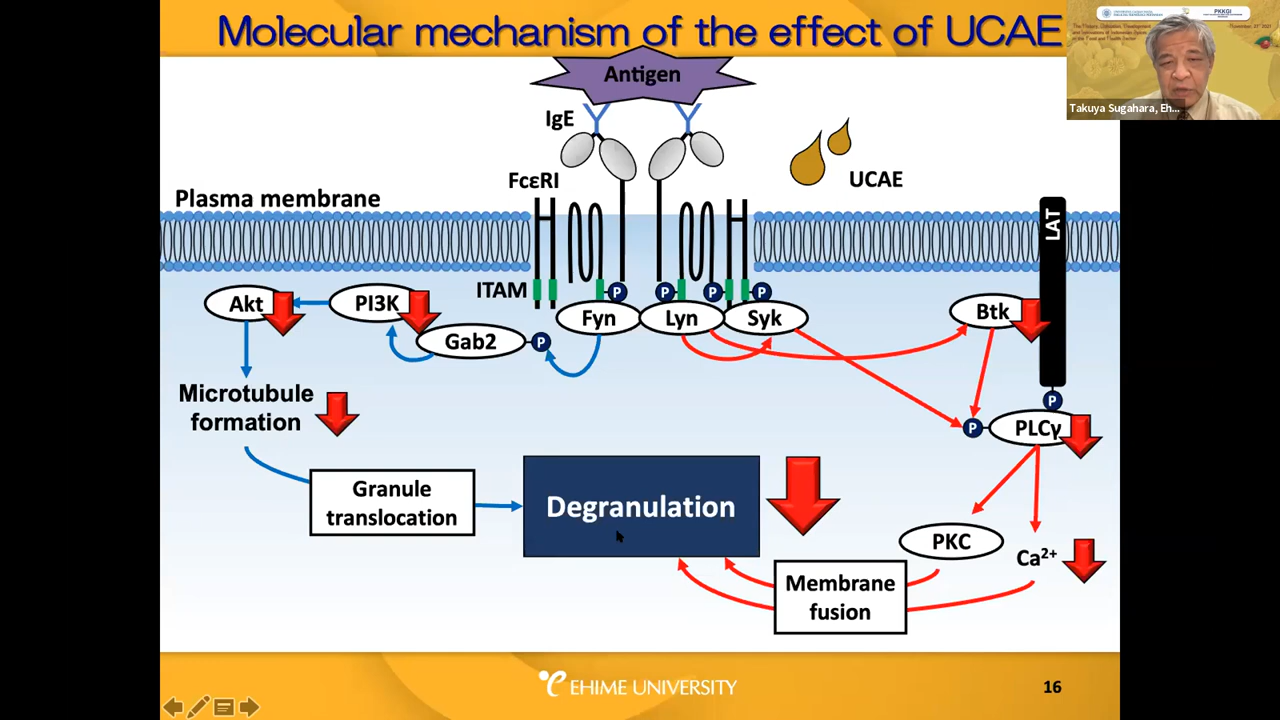 Molecular mechanism of the effect of UCAE
PKKGI
Takuya Sugahara, Eh...
Antigen
IgE
FcεRI
UCAE
Plasma membrane
LAT
ITAM
P
P
P
P
Akt
PI3K
Gab2
P
Fyn
Lyn
Syk
Btk
P
P
PLCγ
Microtubule
formation
Granule
translocation
Degranulation
PKC
Ca²⁺
Membrane
fusion
EHIME UNIVERSITY
16